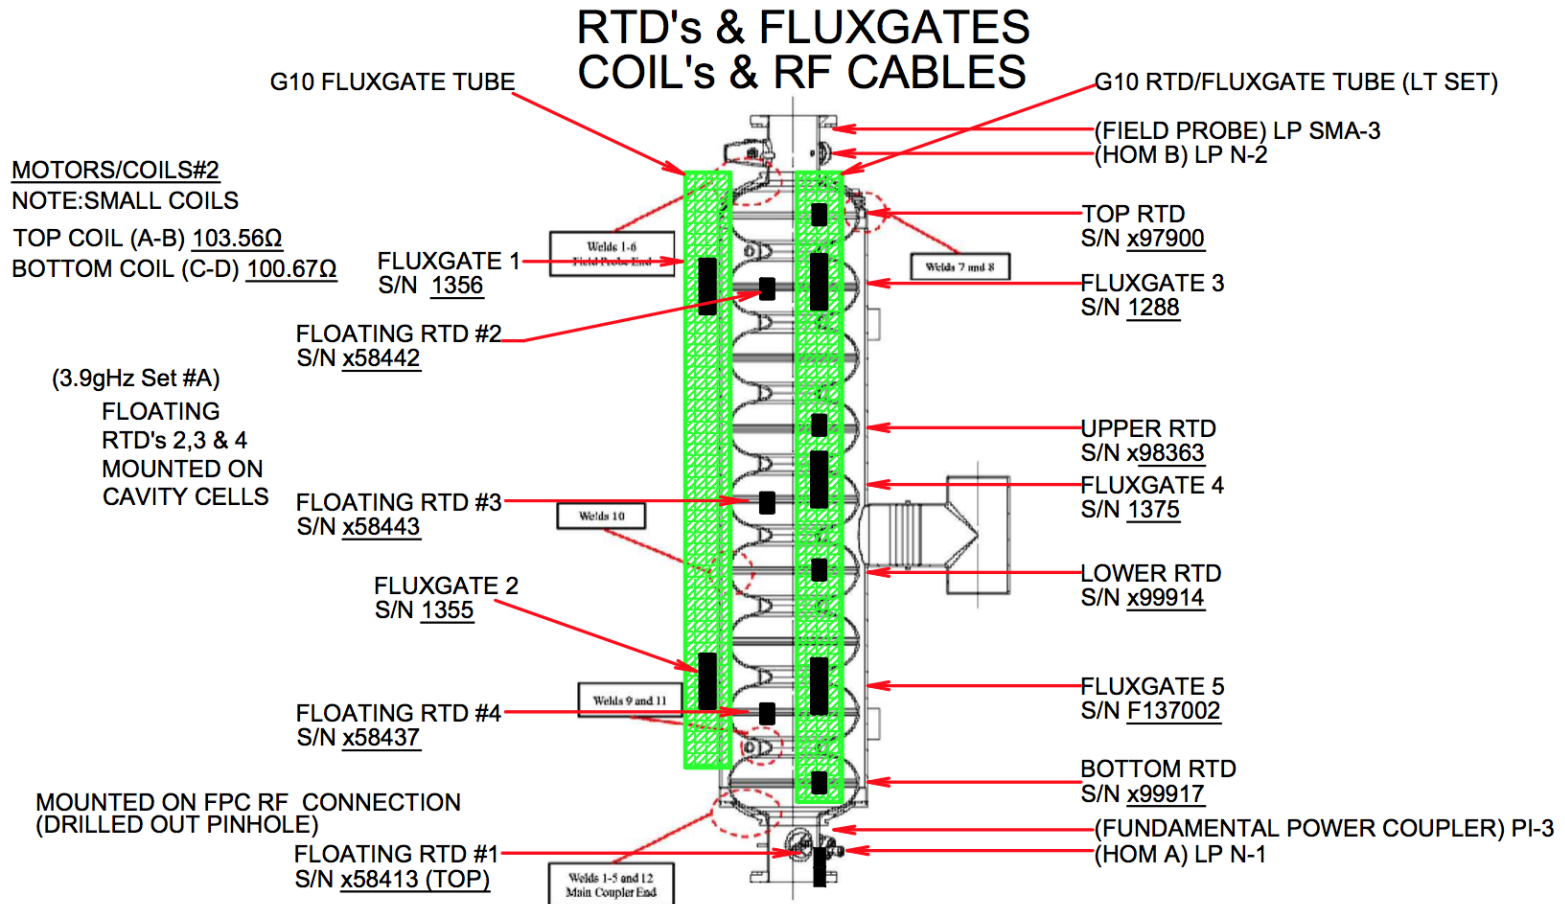 RTD's & FLUXGATES
COIL's & RF CABLES
G10 FLUXGATE TUBE
G10 RTD/FLUXGATE TUBE (LT SET)
(FIELD PROBE) LP SMA-3
(HOM B) LP N-2
MOTORS/COILS#2
NOTE:SMALL COILS
TOP COIL (A-B) 103.56Ω
BOTTOM COIL (C-D) 100.67Ω
TOP RTD
S/N x97900
Welds 1-6
Field Probe End
Welds 7 and 8
FLUXGATE 1
S/N 1356
FLUXGATE 3
S/N 1288
FLOATING RTD #2
S/N x58442
(3.9gHz Set #A)
FLOATING
RTD's 2,3 & 4
MOUNTED ON
CAVITY CELLS
UPPER RTD
S/N x98363
FLUXGATE 4
S/N 1375
FLOATING RTD #3
S/N x58443
Welds 10
LOWER RTD
S/N x99914
FLUXGATE 2
S/N 1355
FLUXGATE 5
S/N F137002
Welds 9 and 11
FLOATING RTD #4
S/N x58437
BOTTOM RTD
S/N x99917
MOUNTED ON FPC RF CONNECTION
(DRILLED OUT PINHOLE)
(FUNDAMENTAL POWER COUPLER) PI-3
(HOM A) LP N-1
FLOATING RTD #1
S/N x58413 (TOP)
Welds 1-5 and 12
Main Coupler End